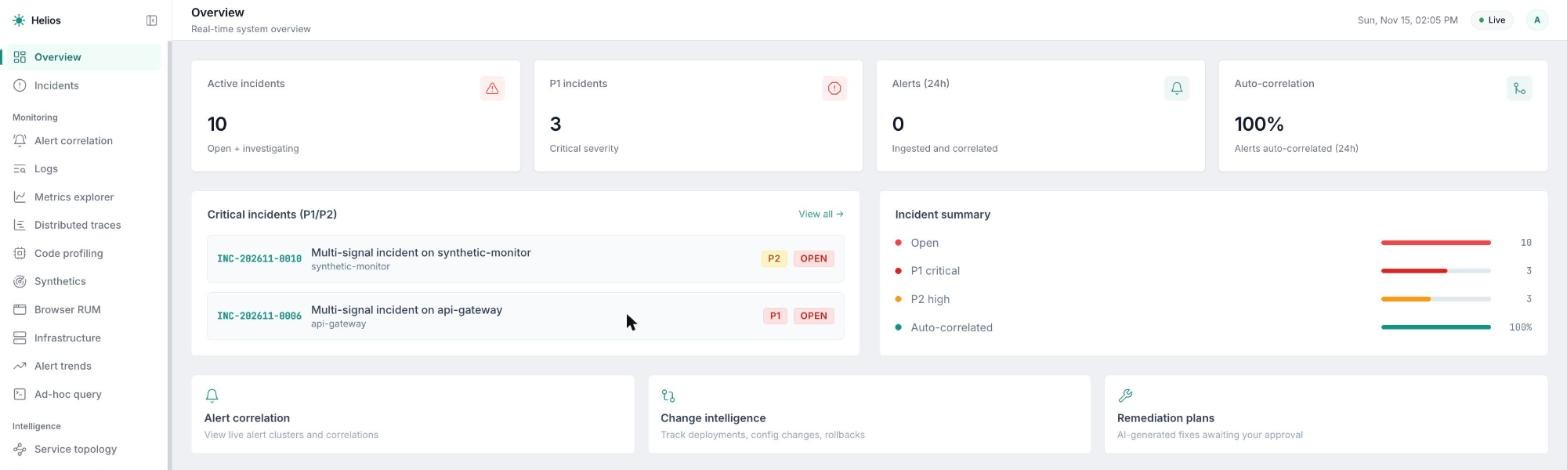 Helios
Overview
Incidents
Monitoring
Alert correlation
Logs
Metrics explorer
Distributed traces
Code profiling
Synthetics
Browser RUM
Infrastructure
Alert trends
Ad-hoc query
Intelligence
Service topology
Overview
Real-time system overview
Sun, Nov 15, 02:05 PM
Live
A
Active incidents
10
Open + investigating
P1 incidents
3
Critical severity
Alerts (24h)
0
Ingested and correlated
Auto-correlation
100%
Alerts auto-correlated (24h)
Critical incidents (P1/P2)
View all →
INC-202611-0010 Multi-signal incident on synthetic-monitor P2 OPEN
synthetic-monitor
INC-202611-0006 Multi-signal incident on api-gateway P1 OPEN
api-gateway
Incident summary
Open 10
P1 critical 3
P2 high 3
Auto-correlated 100%
Alert correlation
View live alert clusters and correlations
Change intelligence
Track deployments, config changes, rollbacks
Remediation plans
AI-generated fixes awaiting your approval